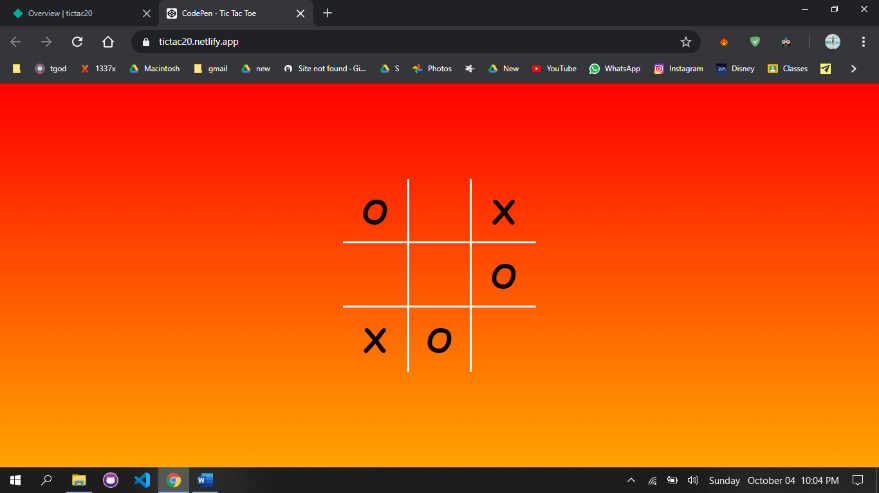 Overview | tictac20
CodePen - Tic Tac Toe
tictac20.netlify.app
tgod 1337x Macintosh gmail new Site not found · Gi... S Photos New YouTube WhatsApp Instagram Disney Classes
O X
O
X O
Sunday October 04 10:04 PM